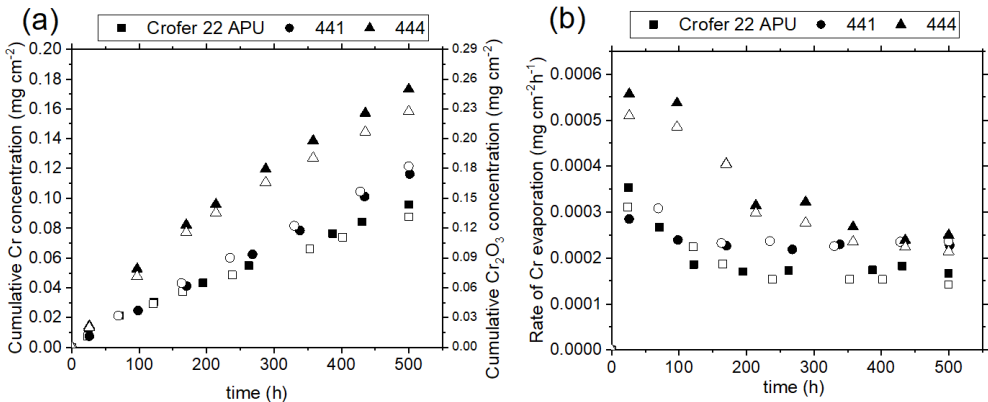 (a)
Crofer 22 APU 441 444
0.20
0.18
0.16
0.14
0.12
0.10
0.08
0.06
0.04
0.02
0.00
Cumulative Cr concentration (mg cm⁻²)
0.29
0.26
0.23
0.20
0.17
0.15
0.12
0.09
0.06
0.03
0.00
Cumulative Cr₂O₃ concentration (mg cm⁻²)
0 100 200 300 400 500
time (h)
(b)
Crofer 22 APU 441 444
0.0006
0.0005
0.0004
0.0003
0.0002
0.0001
0.0000
Rate of Cr evaporation (mg cm⁻²h⁻¹)
0 100 200 300 400 500
time (h)